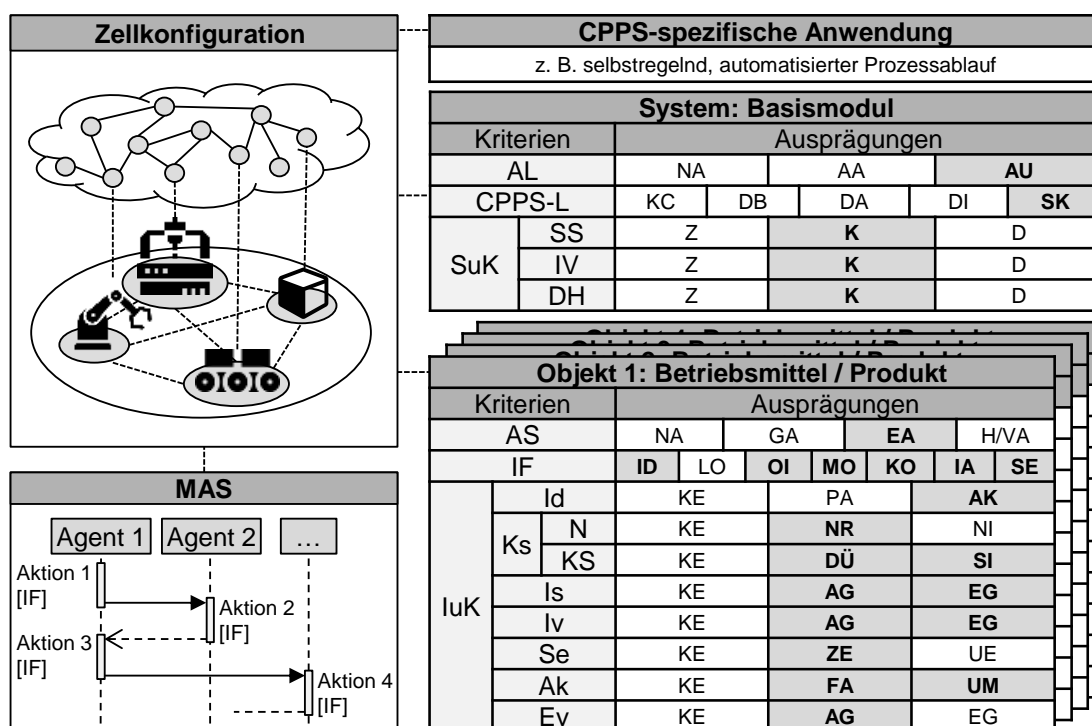 Zellkonfiguration
CPPS-spezifische Anwendung
z. B. selbstregelnd, automatisierter Prozessablauf
System: Basismodul
Kriterien Ausprägungen
AL NA AA AU
CPPS-L KC DB DA DI SK
SuK
SS Z K D
IV Z K D
DH Z K D
Objekt 1: Betriebsmittel / Produkt
Kriterien Ausprägungen
AS NA GA EA H/VA
IF ID LO OI MO KO IA SE
IuK
Id KE PA AK
Ks
N KE NR NI
KS KE DÜ SI
Is KE AG EG
Iv KE AG EG
Se KE ZE UE
Ak KE FA UM
Ev KE AG EG
MAS
Agent 1 Agent 2 ...
Aktion 1
[IF]
Aktion 2
[IF]
Aktion 3
[IF]
Aktion 4
[IF]